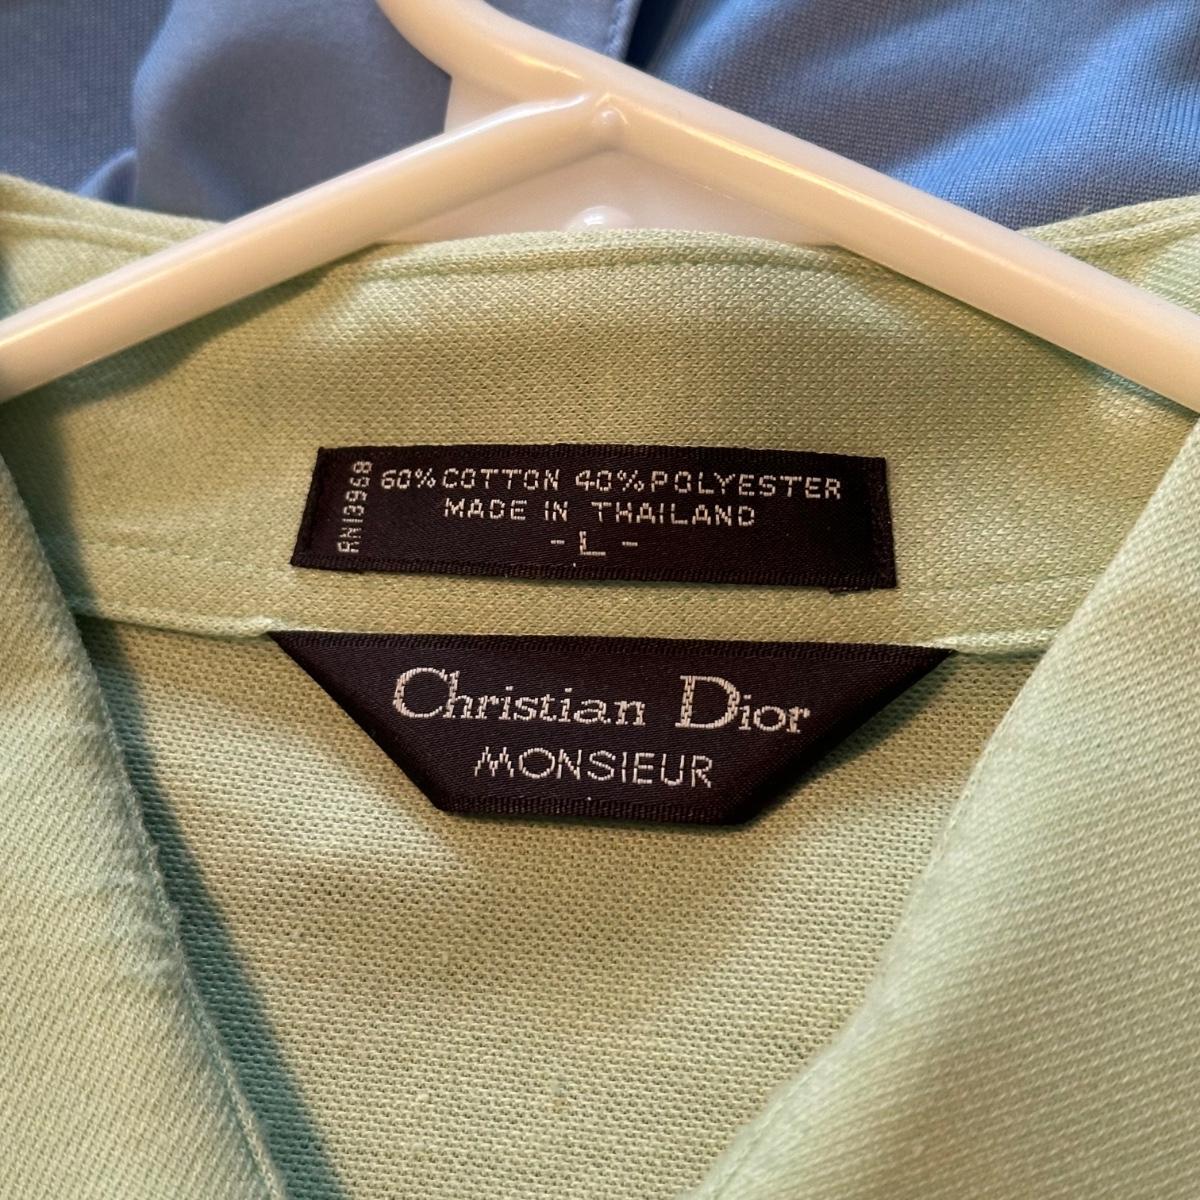 RN13968
60% COTTON 40% POLYESTER
MADE IN THAILAND
- L -
Christian Dior
MONSIEUR